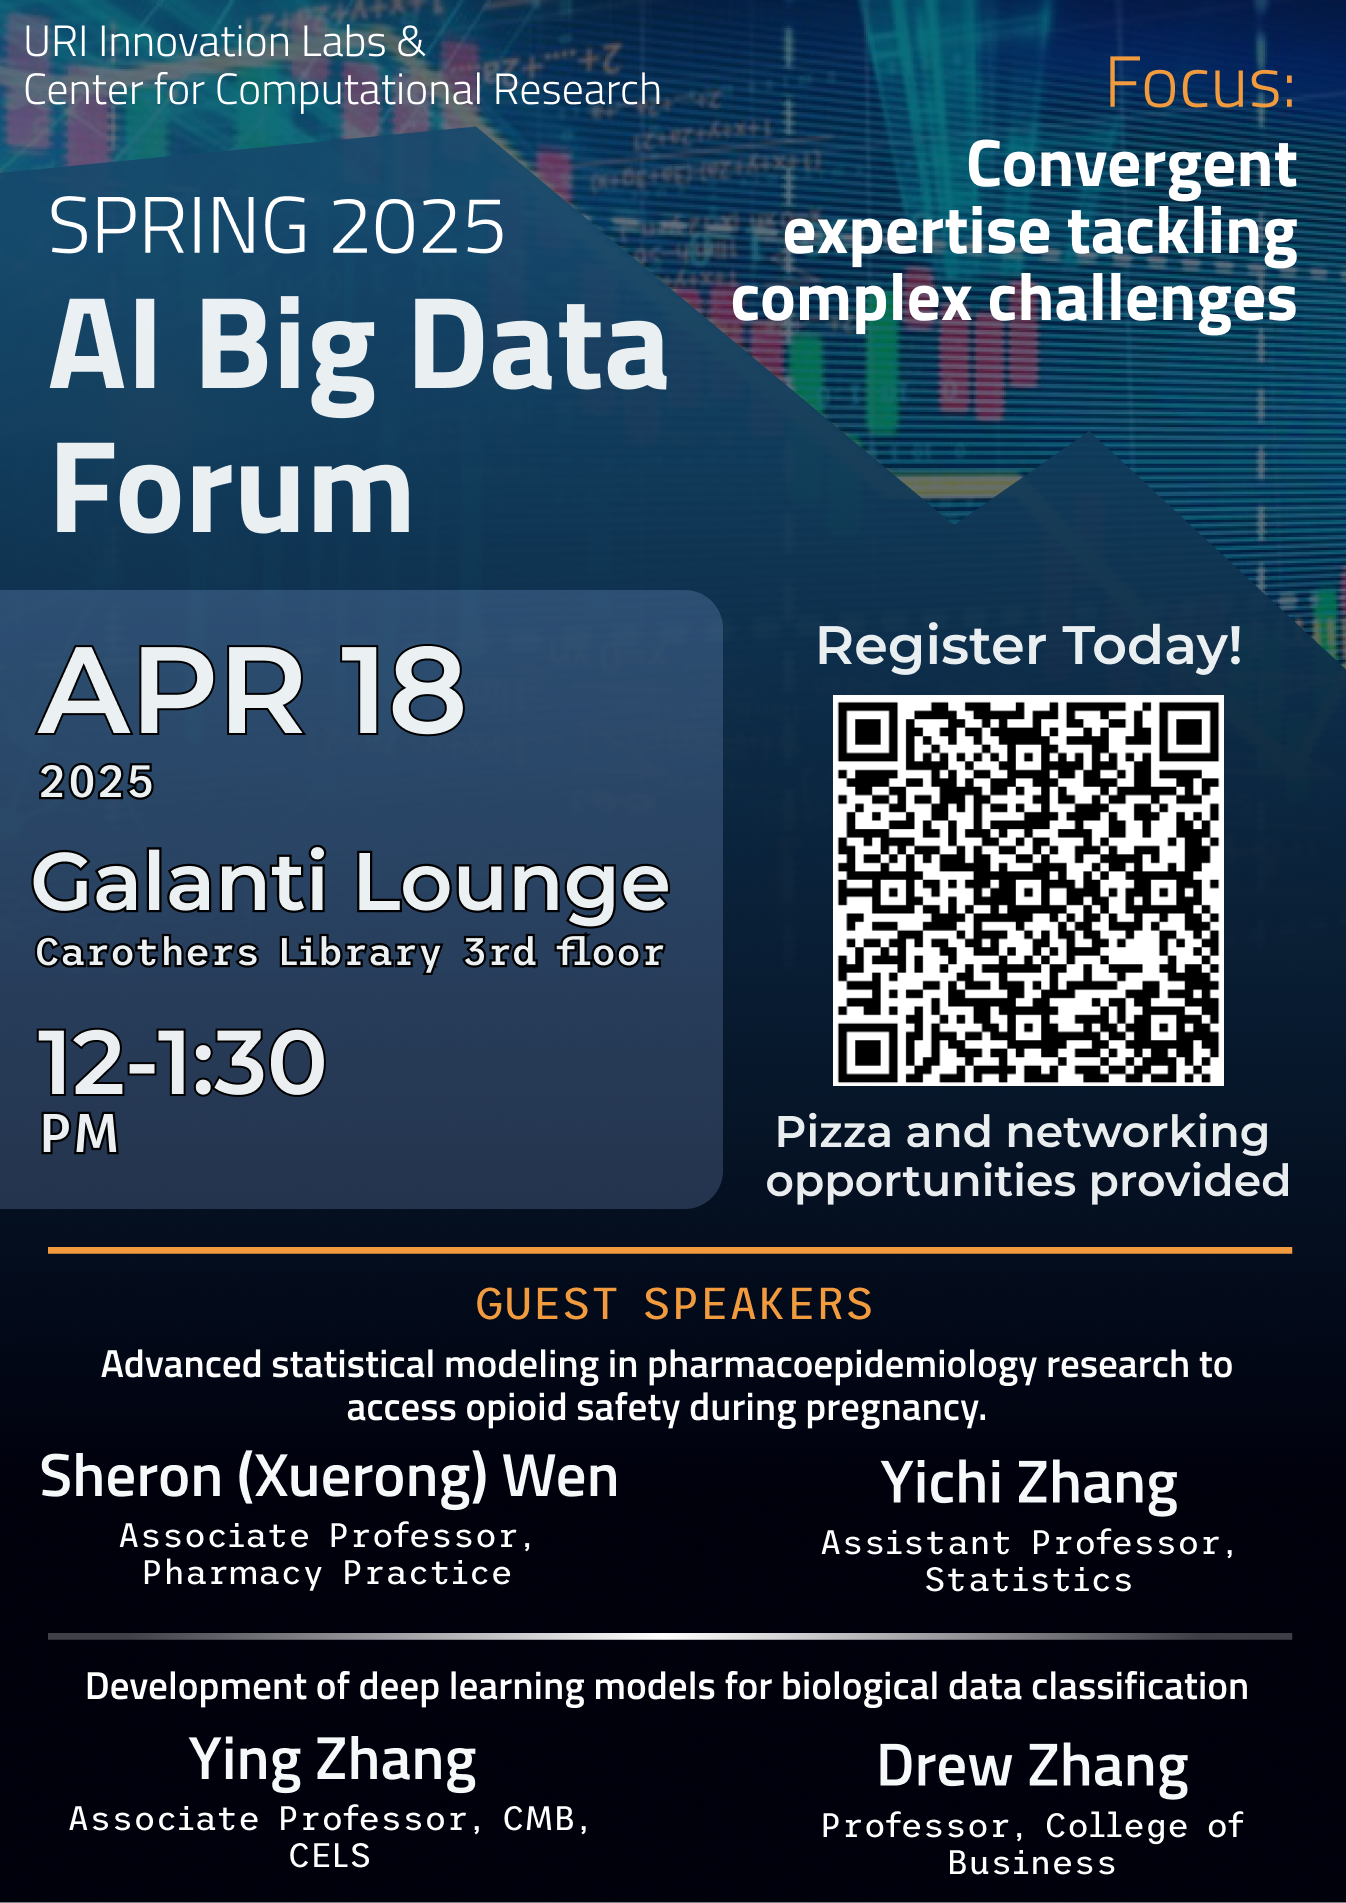 URI Innovation Labs &
Center for Computational Research
Focus:
Convergent
expertise tackling
complex challenges
SPRING 2025
AI Big Data
Forum
APR 18
2025
Galanti Lounge
Carothers Library 3rd floor
12-1:30
PM
Register Today!
Pizza and networking
opportunities provided
GUEST SPEAKERS
Advanced statistical modeling in pharmacoepidemiology research to
access opioid safety during pregnancy.
Sheron (Xuerong) Wen
Associate Professor,
Pharmacy Practice
Yichi Zhang
Assistant Professor,
Statistics
Development of deep learning models for biological data classification
Ying Zhang
Associate Professor, CMB,
CELS
Drew Zhang
Professor, College of
Business